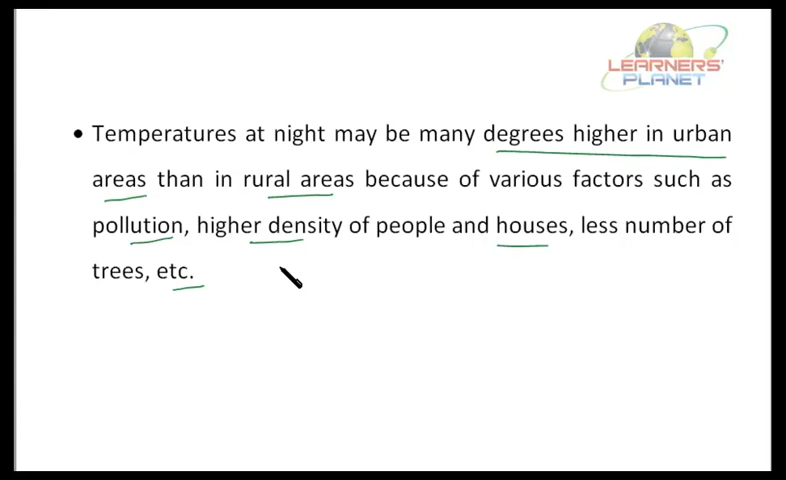 LEARNERS'
PLANET
• Temperatures at night may be many degrees higher in urban
areas than in rural areas because of various factors such as
pollution, higher density of people and houses, less number of
trees, etc.